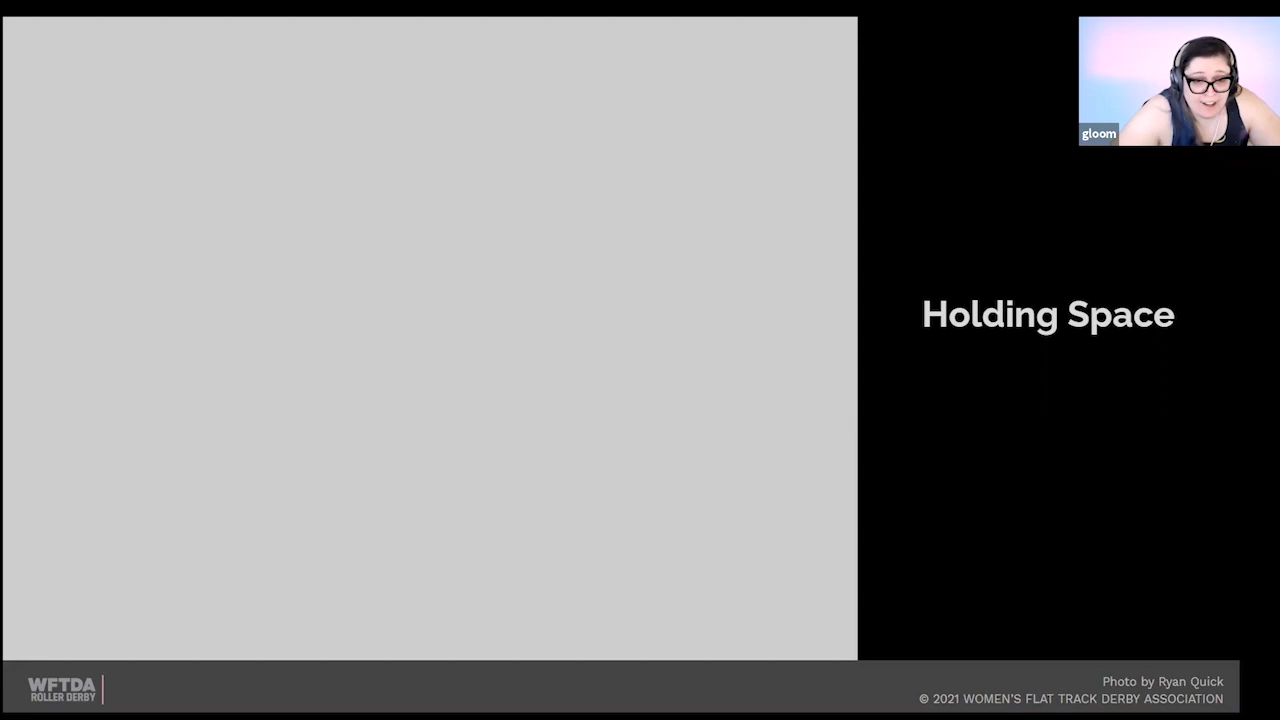 gloom
Holding Space
WFTDA
ROLLER DERBY
Photo by Ryan Quick
© 2021 WOMEN'S FLAT TRACK DERBY ASSOCIATION